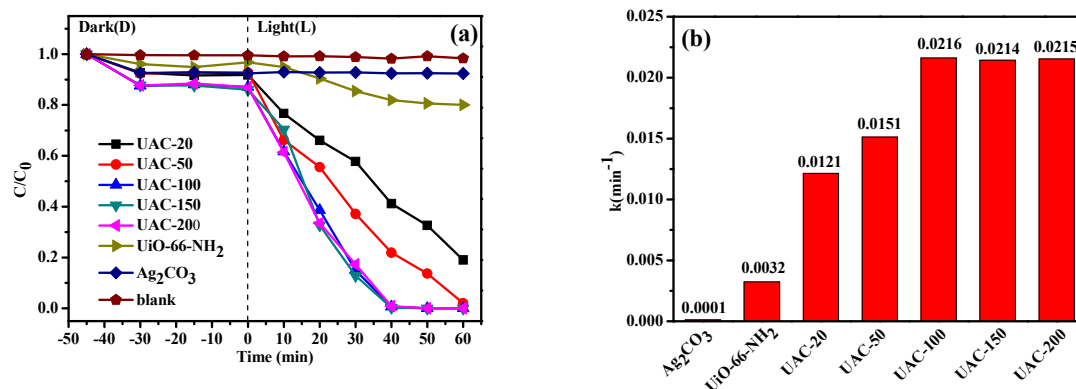 Dark(D)
Light(L)
(a)
1.0
0.8
0.6
0.4
0.2
0.0
C/C₀
UAC-20
UAC-50
UAC-100
UAC-150
UAC-200
UiO-66-NH₂
Ag₂CO₃
blank
-50 -40 -30 -20 -10 0 10 20 30 40 50 60
Time (min)
(b)
0.025
0.020
0.015
0.010
0.005
0.000
k(min⁻¹)
0.0001
0.0032
0.0121
0.0151
0.0216
0.0214
0.0215
Ag₂CO₃
UiO-66-NH₂
UAC-20
UAC-50
UAC-100
UAC-150
UAC-200